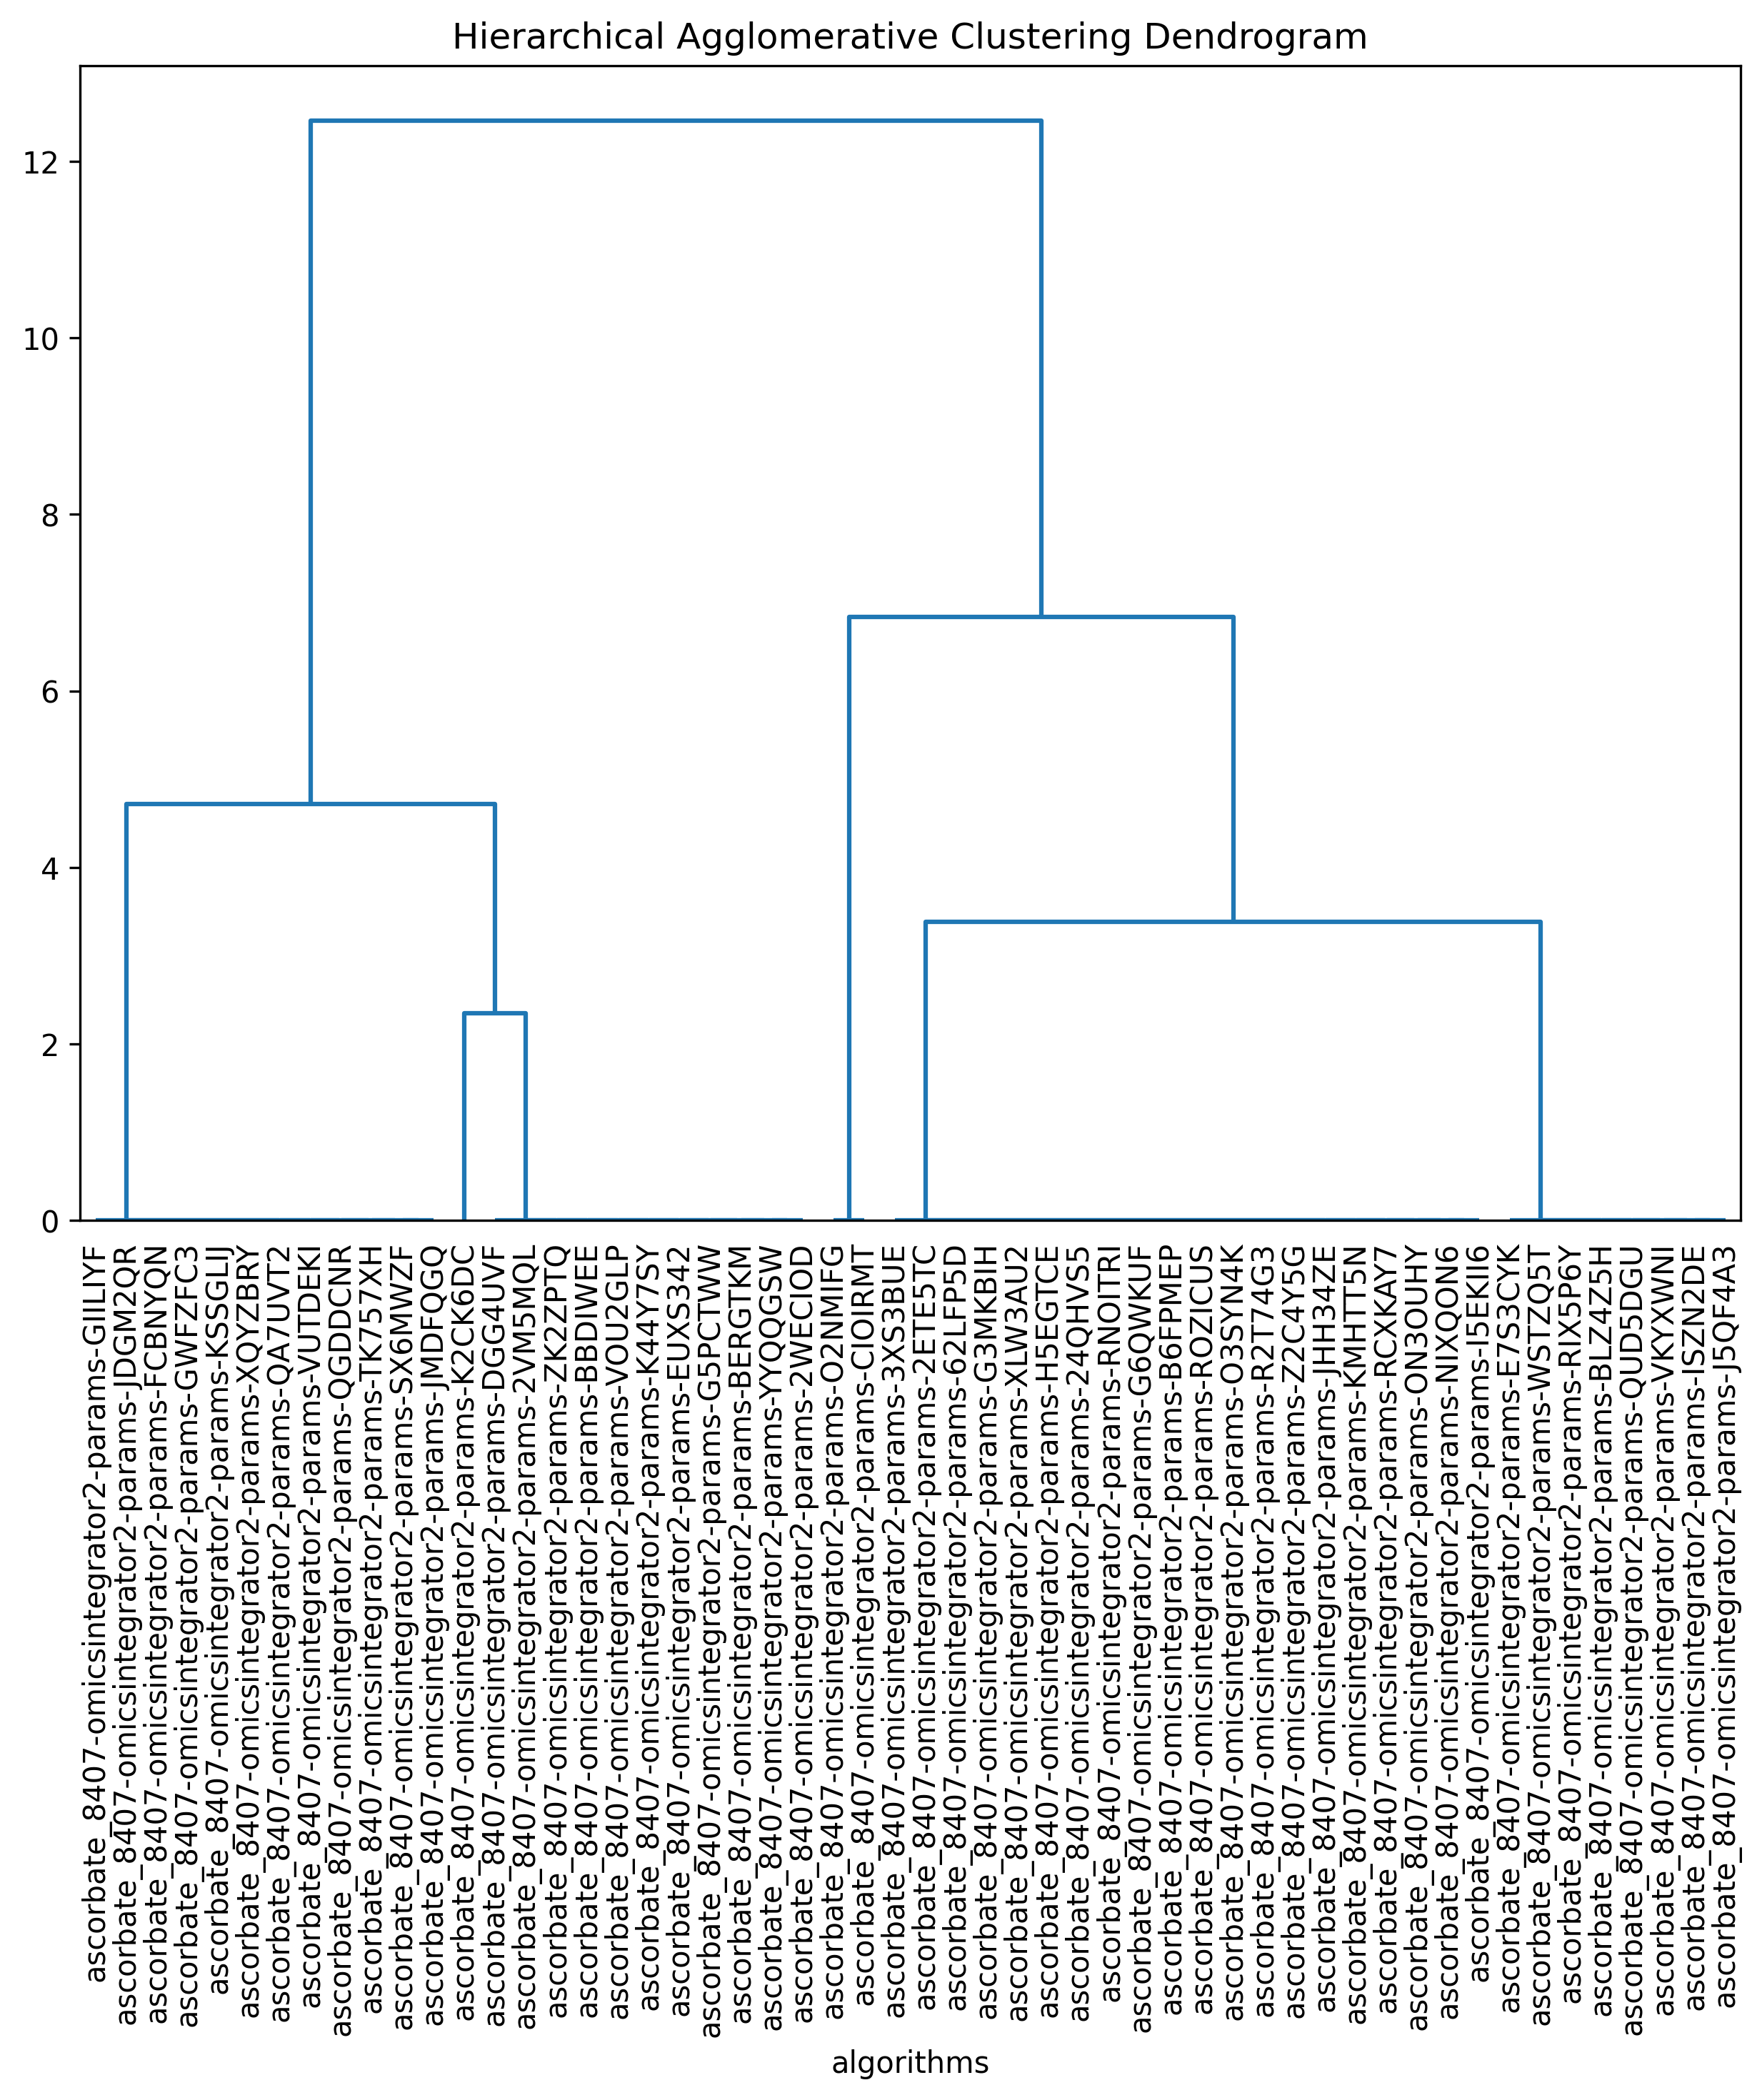 Hierarchical Agglomerative Clustering Dendrogram
12
10
8
6
4
2
0
ascorbate_8407-omicsintegrator2-params-GIILIYF
ascorbate_8407-omicsintegrator2-params-JDGM2QR
ascorbate_8407-omicsintegrator2-params-FCBNYQN
ascorbate_8407-omicsintegrator2-params-GWFZFC3
ascorbate_8407-omicsintegrator2-params-KSSGLIJ
ascorbate_8407-omicsintegrator2-params-XQYZBRY
ascorbate_8407-omicsintegrator2-params-QA7UVT2
ascorbate_8407-omicsintegrator2-params-VUTDEKI
ascorbate_8407-omicsintegrator2-params-QGDDCNR
ascorbate_8407-omicsintegrator2-params-TK757XH
ascorbate_8407-omicsintegrator2-params-SX6MWZF
ascorbate_8407-omicsintegrator2-params-JMDFQGQ
ascorbate_8407-omicsintegrator2-params-K2CK6DC
ascorbate_8407-omicsintegrator2-params-DGG4UVF
ascorbate_8407-omicsintegrator2-params-2VM5MQL
ascorbate_8407-omicsintegrator2-params-ZK2ZPTQ
ascorbate_8407-omicsintegrator2-params-BBDIWEE
ascorbate_8407-omicsintegrator2-params-VOU2GLP
ascorbate_8407-omicsintegrator2-params-K44Y7SY
ascorbate_8407-omicsintegrator2-params-EUXS342
ascorbate_8407-omicsintegrator2-params-G5PCTWW
ascorbate_8407-omicsintegrator2-params-BERGTKM
ascorbate_8407-omicsintegrator2-params-YYQQGSW
ascorbate_8407-omicsintegrator2-params-2WECIOD
ascorbate_8407-omicsintegrator2-params-O2NMIFG
ascorbate_8407-omicsintegrator2-params-CIOIRMT
ascorbate_8407-omicsintegrator2-params-3XS3BUE
ascorbate_8407-omicsintegrator2-params-2ETE5TC
ascorbate_8407-omicsintegrator2-params-62LFP5D
ascorbate_8407-omicsintegrator2-params-G3MKBIH
ascorbate_8407-omicsintegrator2-params-XLW3AU2
ascorbate_8407-omicsintegrator2-params-H5EGTCE
ascorbate_8407-omicsintegrator2-params-24QHVS5
ascorbate_8407-omicsintegrator2-params-RNOITRI
ascorbate_8407-omicsintegrator2-params-G6QWKUF
ascorbate_8407-omicsintegrator2-params-B6FPMEP
ascorbate_8407-omicsintegrator2-params-ROZICUS
ascorbate_8407-omicsintegrator2-params-O3SYN4K
ascorbate_8407-omicsintegrator2-params-R2T74G3
ascorbate_8407-omicsintegrator2-params-Z2C4Y5G
ascorbate_8407-omicsintegrator2-params-JHH34ZE
ascorbate_8407-omicsintegrator2-params-KMHTT5N
ascorbate_8407-omicsintegrator2-params-RCXKAY7
ascorbate_8407-omicsintegrator2-params-ON3OUHY
ascorbate_8407-omicsintegrator2-params-NIXQON6
ascorbate_8407-omicsintegrator2-params-I5EKII6
ascorbate_8407-omicsintegrator2-params-E7S3CYK
ascorbate_8407-omicsintegrator2-params-WSTZQ5T
ascorbate_8407-omicsintegrator2-params-RIX5P6Y
ascorbate_8407-omicsintegrator2-params-BLZ4Z5H
ascorbate_8407-omicsintegrator2-params-QUD5DGU
ascorbate_8407-omicsintegrator2-params-VKYXWNI
ascorbate_8407-omicsintegrator2-params-ISZN2DE
ascorbate_8407-omicsintegrator2-params-J5QF4A3
algorithms